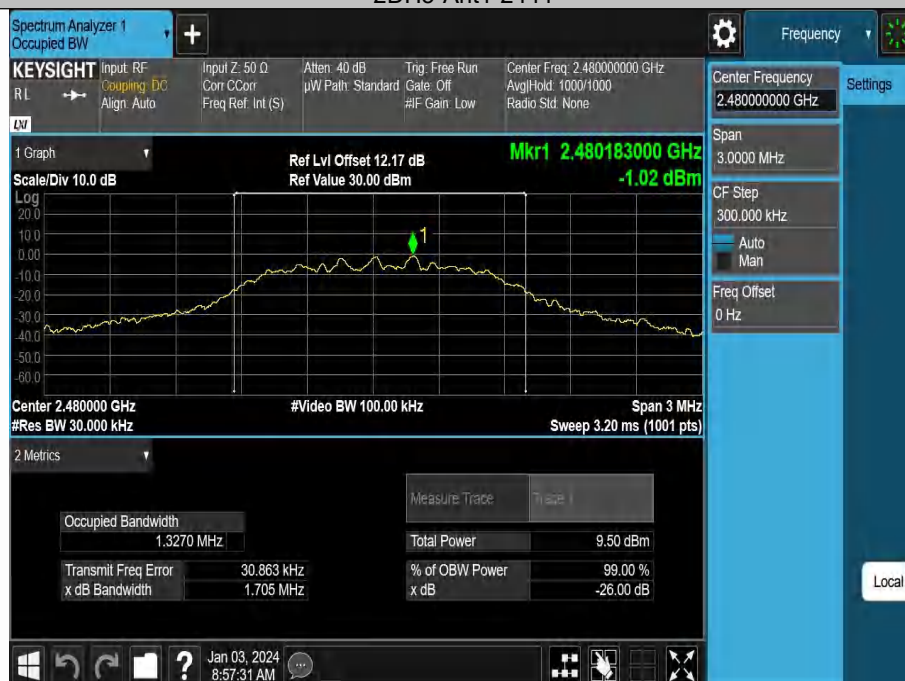 Spectrum Analyzer 1
Occupied BW
Frequency
KEYSIGHT
RL
LXI
Input: RF
Coupling: DC
Align: Auto
Input Z: 50 Ω
Corr CCorr
Freq Ref: Int (S)
Atten: 40 dB
µW Path: Standard
Trig: Free Run
Gate: Off
#IF Gain: Low
Center Freq: 2.480000000 GHz
Avg|Hold: 1000/1000
Radio Std: None
Center Frequency
2.480000000 GHz
Settings
Span
3.0000 MHz
CF Step
300.000 kHz
Auto
Man
Freq Offset
0 Hz
1 Graph
Scale/Div 10.0 dB
Ref Lvl Offset 12.17 dB
Ref Value 30.00 dBm
Mkr1 2.480183000 GHz
-1.02 dBm
Log
20.0
10.0
0.00
-10.0
-20.0
-30.0
-40.0
-50.0
-60.0
1
Center 2.480000 GHz
#Video BW 100.00 kHz
Span 3 MHz
#Res BW 30.000 kHz
Sweep 3.20 ms (1001 pts)
2 Metrics
Measure Trace
Trace 1
Occupied Bandwidth
1.3270 MHz
Total Power
9.50 dBm
Transmit Freq Error
30.863 kHz
% of OBW Power
99.00 %
x dB Bandwidth
1.705 MHz
x dB
-26.00 dB
Local
?
Jan 03, 2024
8:57:31 AM